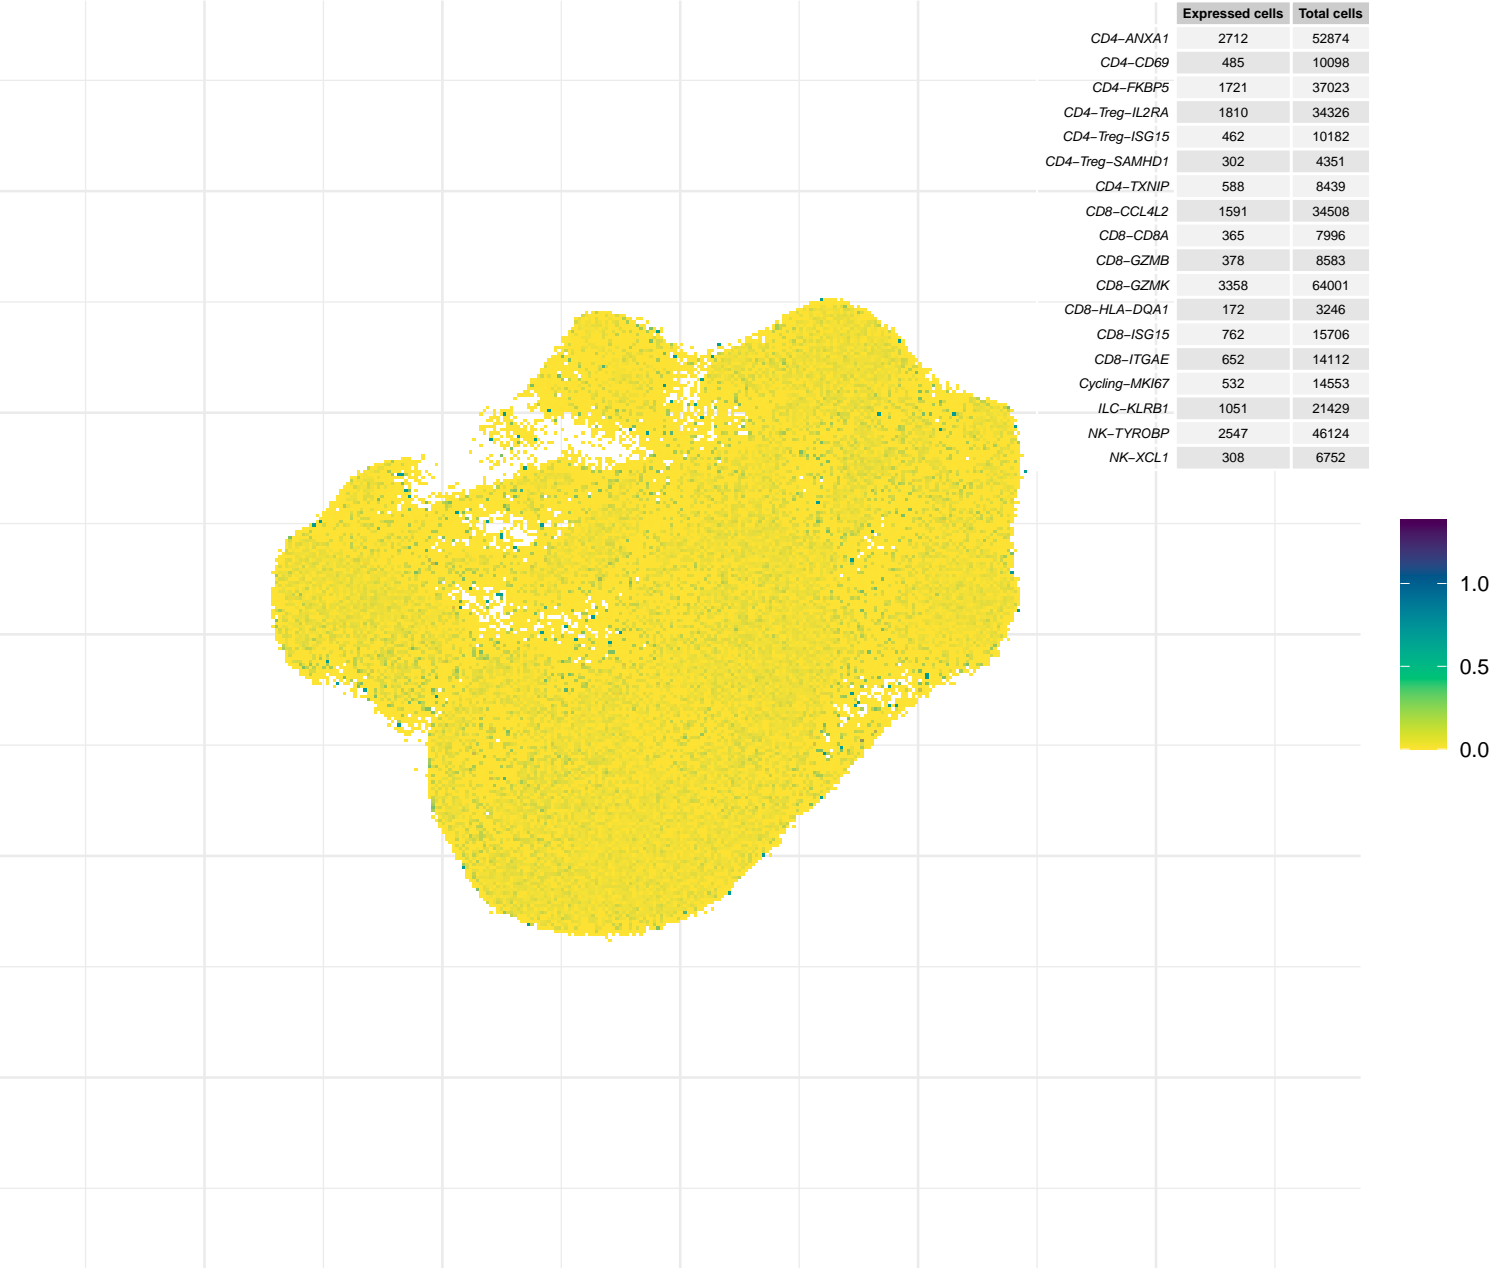 Expressed cells Total cells
CD4−ANXA1 2712 52874
CD4−CD69 485 10098
CD4−FKBP5 1721 37023
CD4−Treg−IL2RA 1810 34326
CD4−Treg−ISG15 462 10182
CD4−Treg−SAMHD1 302 4351
CD4−TXNIP 588 8439
CD8−CCL4L2 1591 34508
CD8−CD8A 365 7996
CD8−GZMB 378 8583
CD8−GZMK 3358 64001
CD8−HLA−DQA1 172 3246
CD8−ISG15 762 15706
CD8−ITGAE 652 14112
Cycling−MKI67 532 14553
ILC−KLRB1 1051 21429
NK−TYROBP 2547 46124
NK−XCL1 308 6752
1.0
0.5
0.0